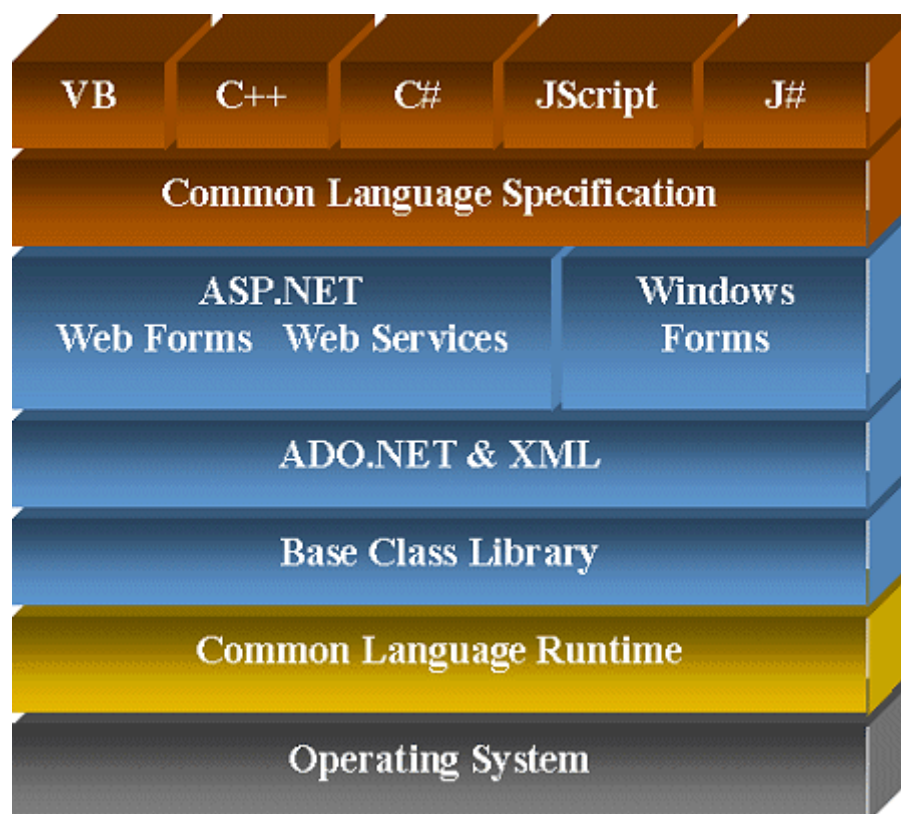 VB C++ C# JScript J#
Common Language Specification
ASP.NET
Web Forms Web Services
Windows
Forms
ADO.NET & XML
Base Class Library
Common Language Runtime
Operating System